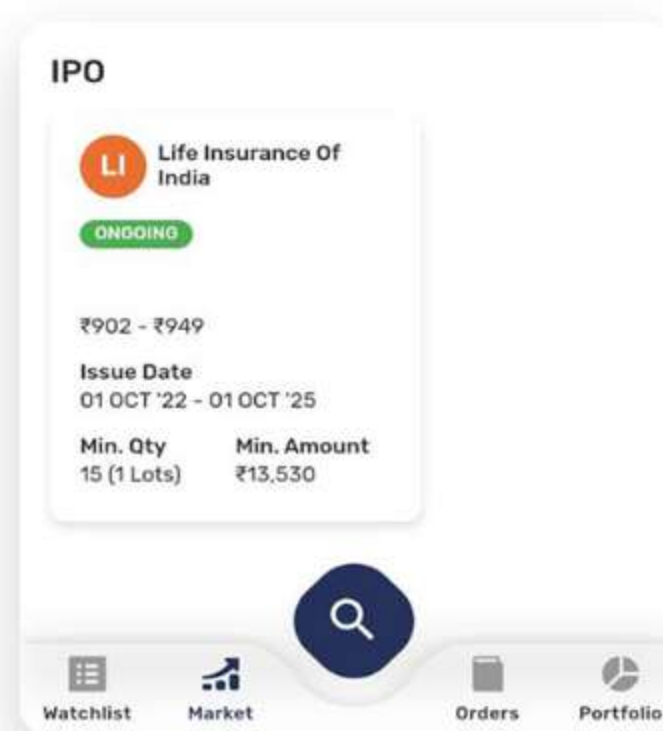 IPO
LI
Life Insurance Of
India
ONGOING
₹902 - ₹949
Issue Date
01 OCT '22 - 01 OCT '25
Min. Qty Min. Amount
15 (1 Lots) ₹13,530
Watchlist Market Orders Portfolio